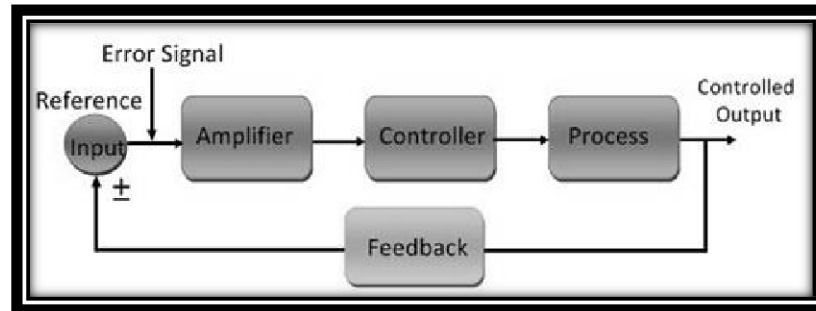 Error Signal
Reference
Input
±
Amplifier
Controller
Process
Controlled
Output
Feedback